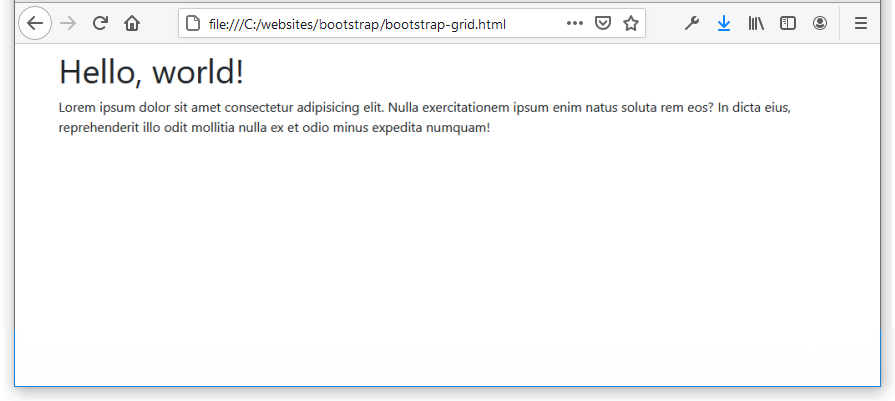 file:///C:/websites/bootstrap/bootstrap-grid.html
Hello, world!
Lorem ipsum dolor sit amet consectetur adipisicing elit. Nulla exercitationem ipsum enim natus soluta rem eos? In dicta eius,
reprehenderit illo odit mollitia nulla ex et odio minus expedita numquam!